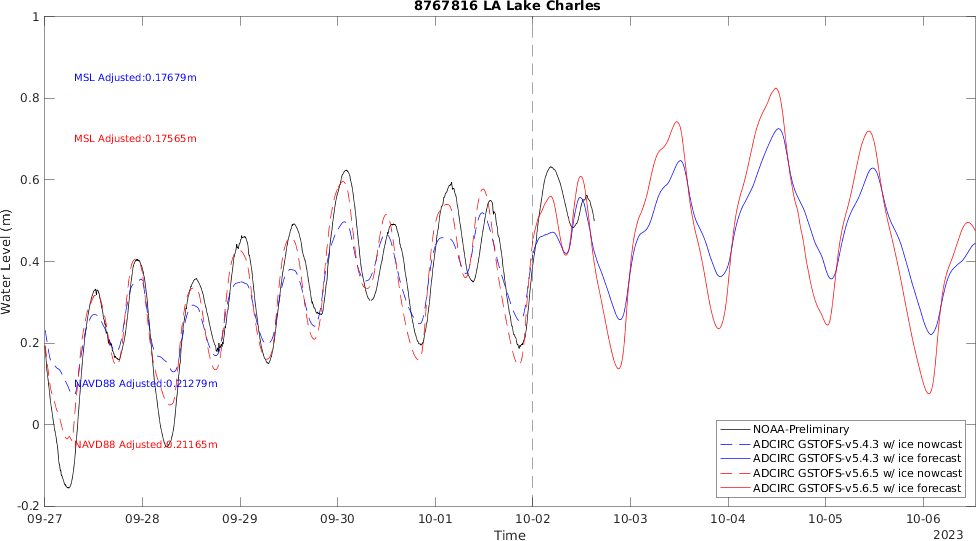 8767816 LA Lake Charles
1
0.8
0.6
0.4
0.2
0
-0.2
Water Level (m)
MSL Adjusted:0.17679m
MSL Adjusted:0.17565m
NAVD88 Adjusted:0.21279m
NAVD88 Adjusted:0.21165m
NOAA-Preliminary
ADCIRC GSTOFS-v5.4.3 w/ ice nowcast
ADCIRC GSTOFS-v5.4.3 w/ ice forecast
ADCIRC GSTOFS-v5.6.5 w/ ice nowcast
ADCIRC GSTOFS-v5.6.5 w/ ice forecast
09-27 09-28 09-29 09-30 10-01 10-02 10-03 10-04 10-05 10-06
Time
2023